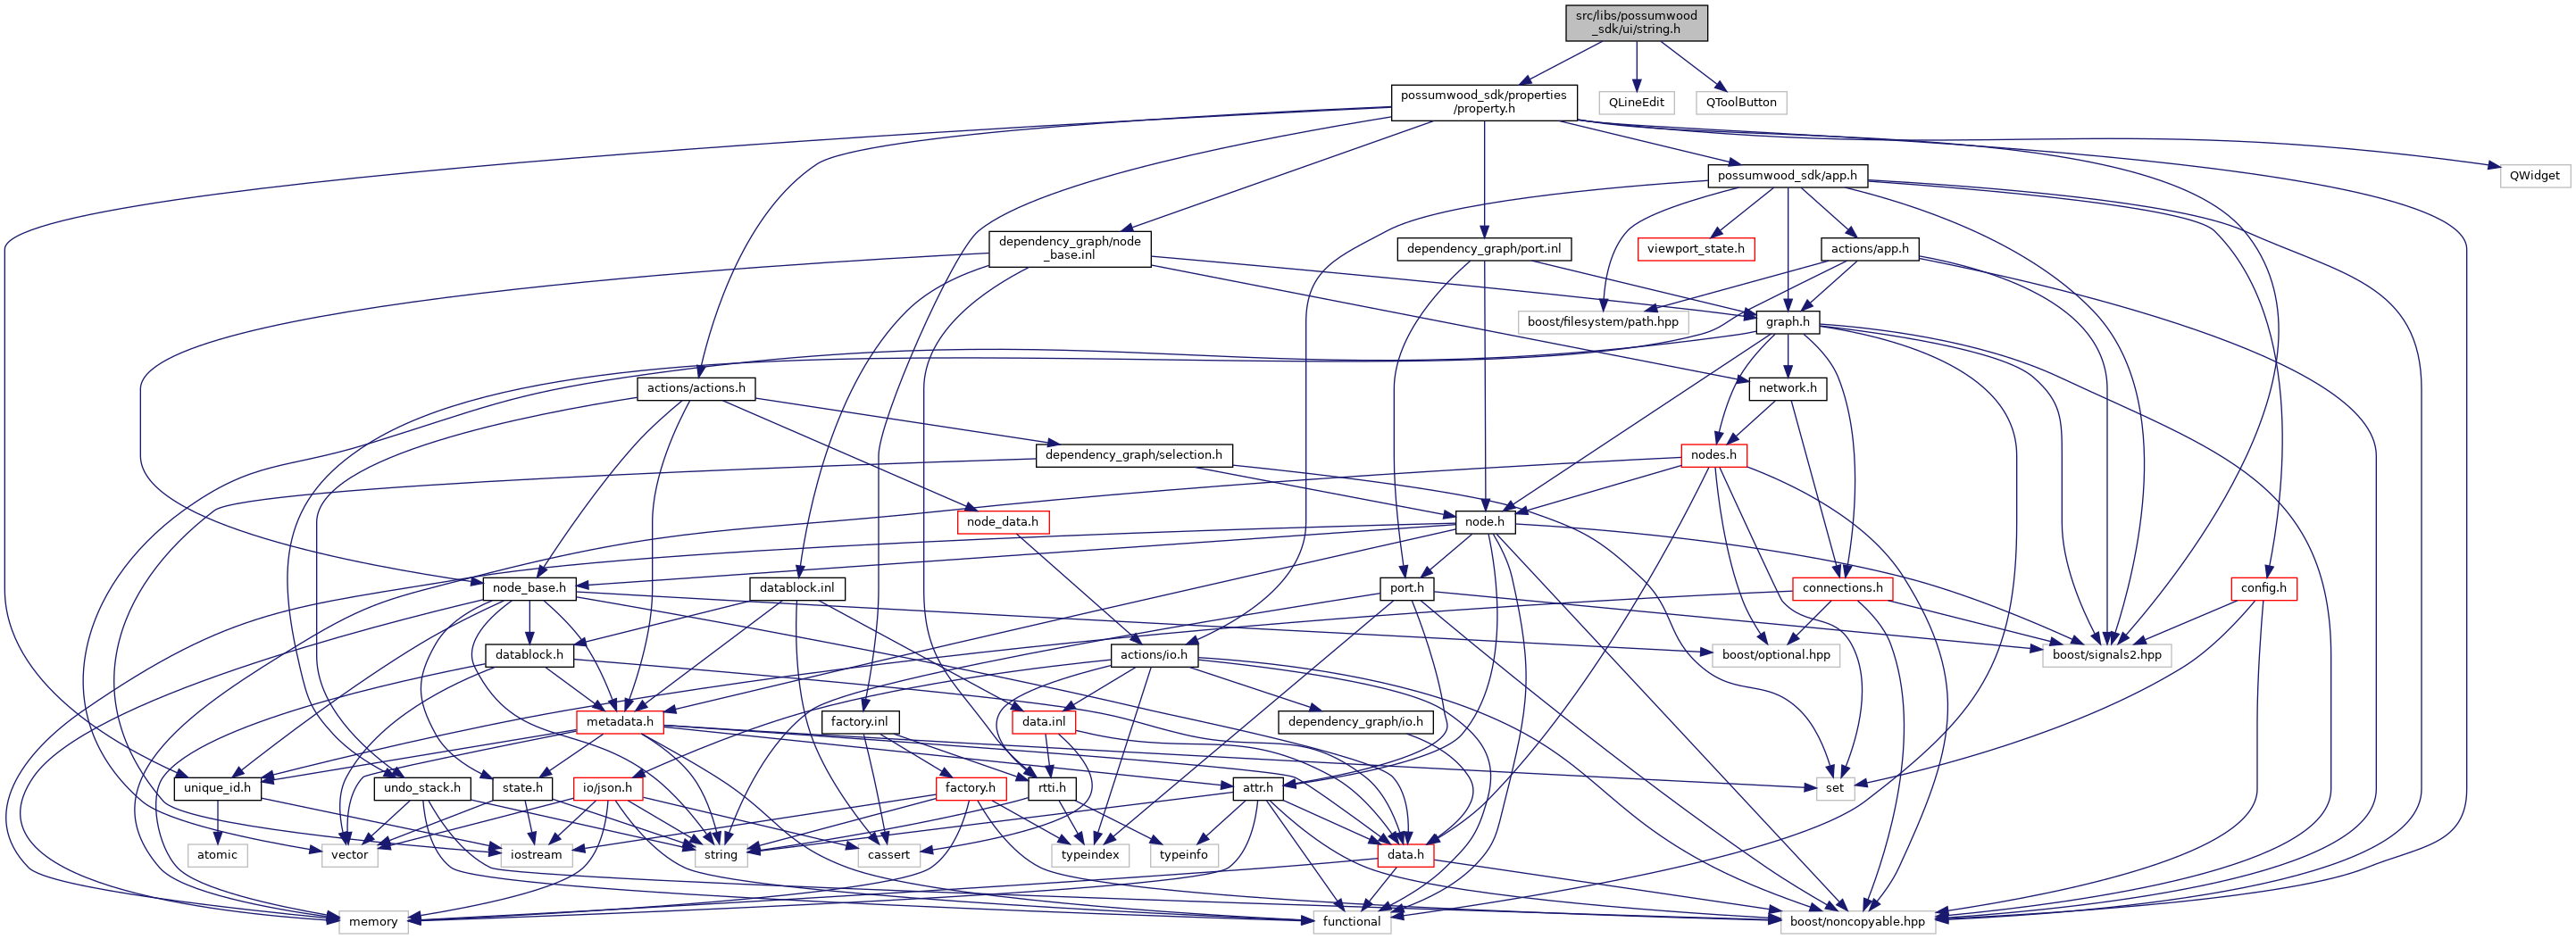 src/libs/possumwood
_sdk/ui/string.h
possumwood_sdk/properties
/property.h
QLineEdit
QToolButton
possumwood_sdk/app.h
QWidget
dependency_graph/node
_base.inl
dependency_graph/port.inl
viewport_state.h
actions/app.h
boost/filesystem/path.hpp
graph.h
actions/actions.h
network.h
dependency_graph/selection.h
nodes.h
node_data.h
node.h
node_base.h
datablock.inl
port.h
connections.h
config.h
datablock.h
actions/io.h
boost/optional.hpp
boost/signals2.hpp
metadata.h
factory.inl
data.inl
dependency_graph/io.h
unique_id.h
undo_stack.h
state.h
io/json.h
factory.h
rtti.h
attr.h
set
atomic
vector
iostream
string
cassert
typeindex
typeinfo
data.h
memory
functional
boost/noncopyable.hpp